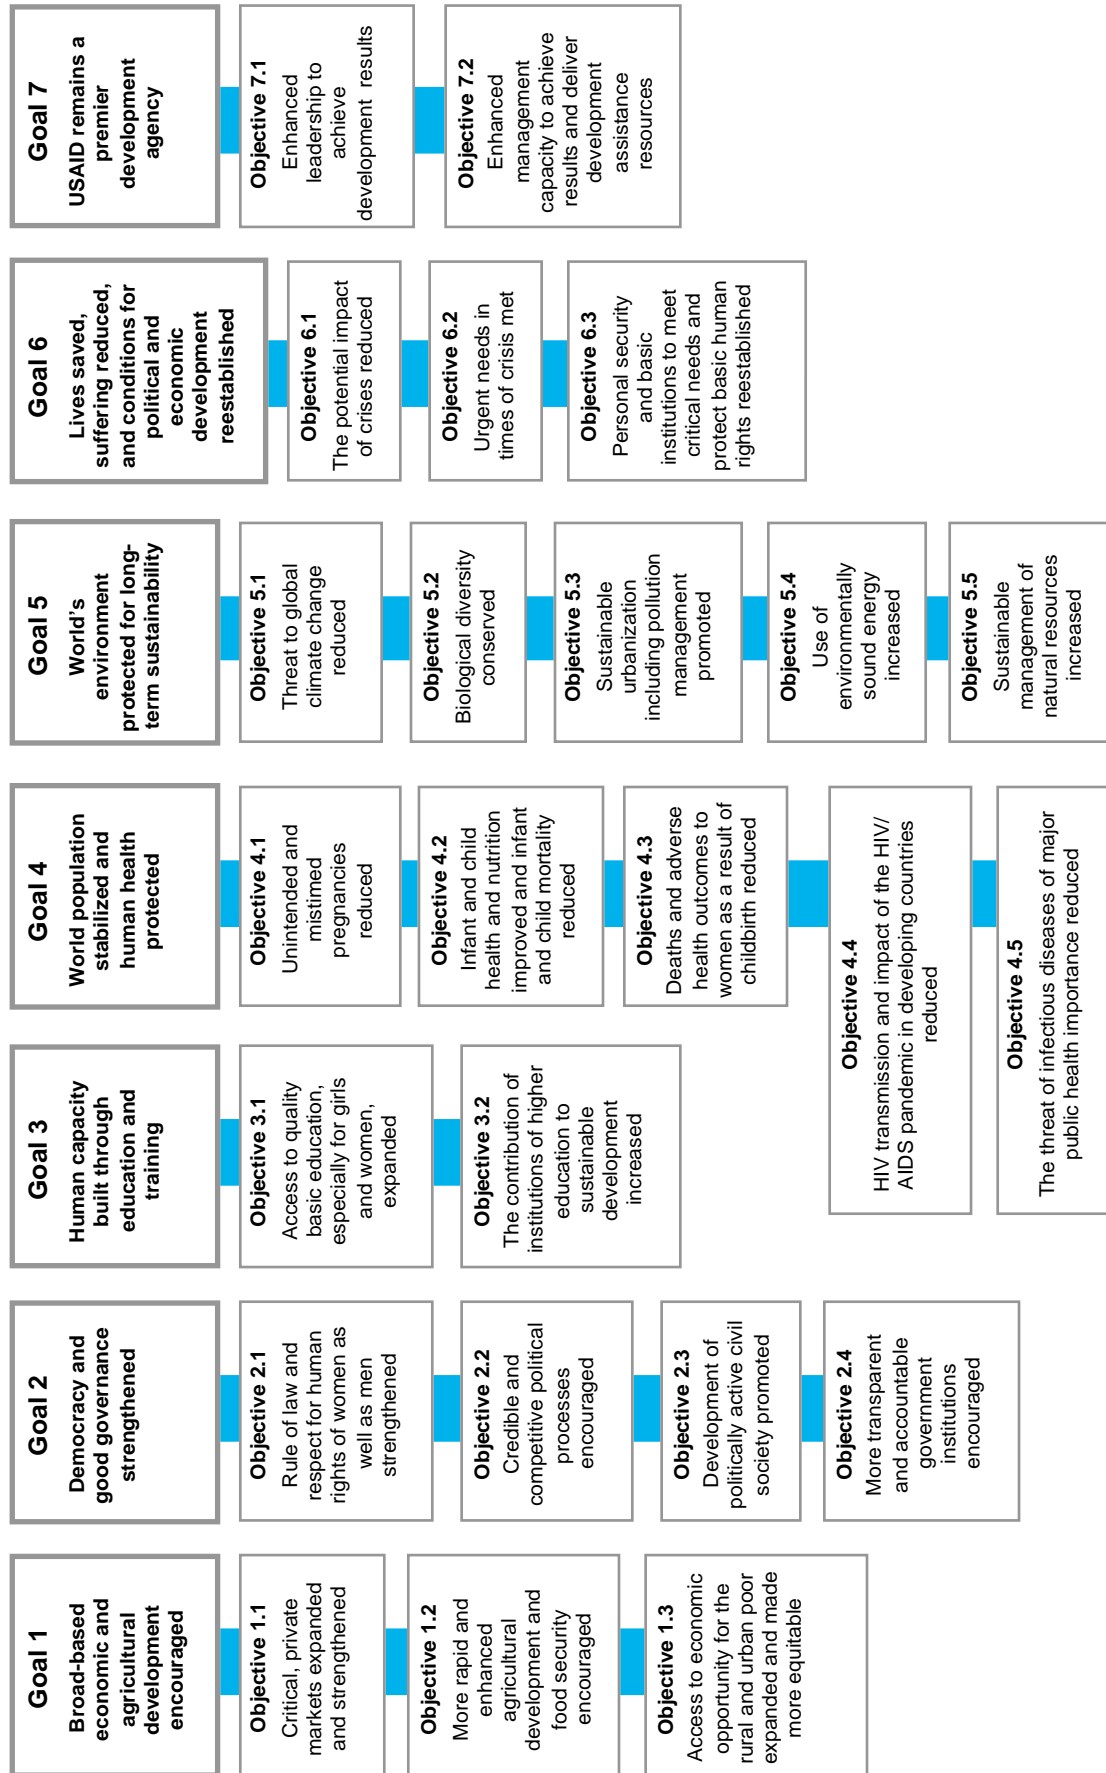 Goal 1
Broad-based
economic and
agricultural
development
encouraged
Objective 1.1
Critical, private
markets expanded
and strengthened
Objective 1.2
More rapid and
enhanced
agricultural
development and
food security
encouraged
Objective 1.3
Access to economic
opportunity for the
rural and urban poor
expanded and made
more equitable
Goal 2
Democracy and
good governance
strengthened
Objective 2.1
Rule of law and
respect for human
rights of women as
well as men
strengthened
Objective 2.2
Credible and
competitive political
processes
encouraged
Objective 2.3
Development of
politically active civil
society promoted
Objective 2.4
More transparent
and accountable
government
institutions
encouraged
Goal 3
Human capacity
built through
education and
training
Objective 3.1
Access to quality
basic education,
especially for girls
and women,
expanded
Objective 3.2
The contribution of
institutions of higher
education to
sustainable
development
increased
Goal 4
World population
stabilized and
human health
protected
Objective 4.1
Unintended and
mistimed
pregnancies
reduced
Objective 4.2
Infant and child
health and nutrition
improved and infant
and child mortality
reduced
Objective 4.3
Deaths and adverse
health outcomes to
women as a result of
childbirth reduced
Objective 4.4
HIV transmission and impact of the HIV/
AIDS pandemic in developing countries
reduced
Objective 4.5
The threat of infectious diseases of major
public health importance reduced
Goal 5
World's
environment
protected for long-
term sustainability
Objective 5.1
Threat to global
climate change
reduced
Objective 5.2
Biological diversity
conserved
Objective 5.3
Sustainable
urbanization
including pollution
management
promoted
Objective 5.4
Use of
environmentally
sound energy
increased
Objective 5.5
Sustainable
management of
natural resources
increased
Goal 6
Lives saved,
suffering reduced,
and conditions for
political and
economic
development
reestablished
Objective 6.1
The potential impact
of crises reduced
Objective 6.2
Urgent needs in
times of crisis met
Objective 6.3
Personal security
and basic
institutions to meet
critical needs and
protect basic human
rights reestablished
Goal 7
USAID remains a
premier
development
agency
Objective 7.1
Enhanced
leadership to
achieve
development results
Objective 7.2
Enhanced
management
capacity to achieve
results and deliver
development
assistance
resources